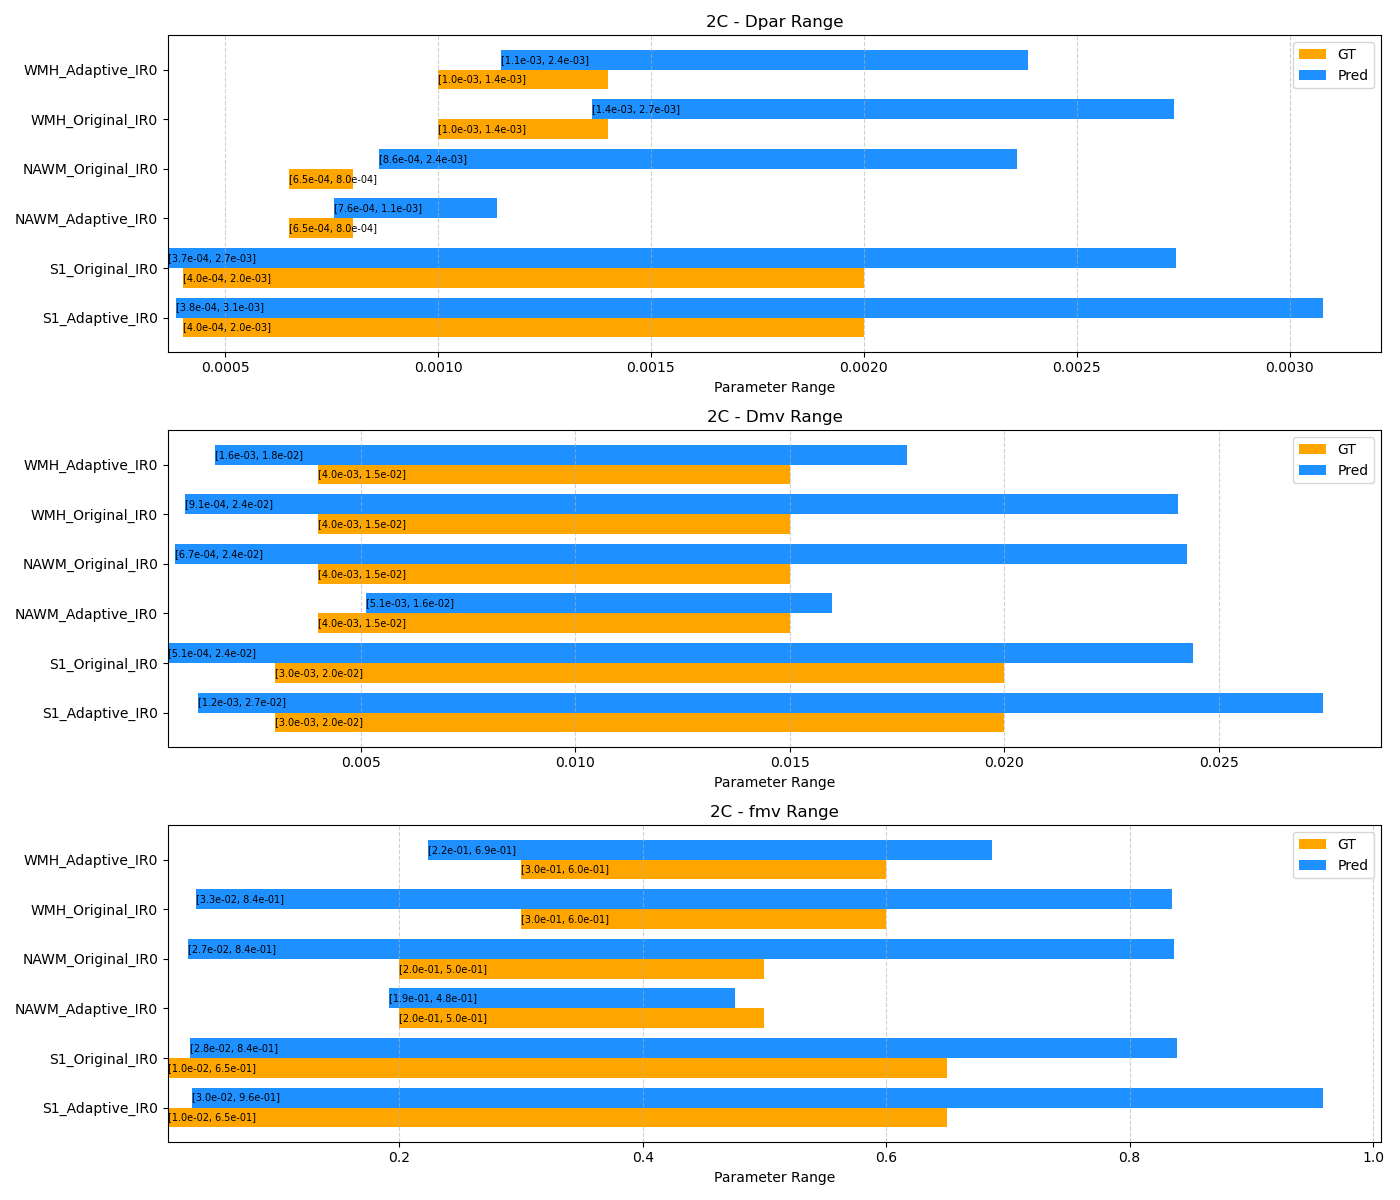 2C - Dpar Range
GT
Pred
WMH_Adaptive_IR0
[1.1e-03, 2.4e-03]
[1.0e-03, 1.4e-03]
WMH_Original_IR0
[1.4e-03, 2.7e-03]
[1.0e-03, 1.4e-03]
NAWM_Original_IR0
[8.6e-04, 2.4e-03]
[6.5e-04, 8.0e-04]
NAWM_Adaptive_IR0
[7.6e-04, 1.1e-03]
[6.5e-04, 8.0e-04]
S1_Original_IR0
[3.7e-04, 2.7e-03]
[4.0e-04, 2.0e-03]
S1_Adaptive_IR0
[3.8e-04, 3.1e-03]
[4.0e-04, 2.0e-03]
0.0005 0.0010 0.0015 0.0020 0.0025 0.0030
Parameter Range
2C - Dmv Range
GT
Pred
WMH_Adaptive_IR0
[1.6e-03, 1.8e-02]
[4.0e-03, 1.5e-02]
WMH_Original_IR0
[9.1e-04, 2.4e-02]
[4.0e-03, 1.5e-02]
NAWM_Original_IR0
[6.7e-04, 2.4e-02]
[4.0e-03, 1.5e-02]
NAWM_Adaptive_IR0
[5.1e-03, 1.6e-02]
[4.0e-03, 1.5e-02]
S1_Original_IR0
[5.1e-04, 2.4e-02]
[3.0e-03, 2.0e-02]
S1_Adaptive_IR0
[1.2e-03, 2.7e-02]
[3.0e-03, 2.0e-02]
0.005 0.010 0.015 0.020 0.025
Parameter Range
2C - fmv Range
GT
Pred
WMH_Adaptive_IR0
[2.2e-01, 6.9e-01]
[3.0e-01, 6.0e-01]
WMH_Original_IR0
[3.3e-02, 8.4e-01]
[3.0e-01, 6.0e-01]
NAWM_Original_IR0
[2.7e-02, 8.4e-01]
[2.0e-01, 5.0e-01]
NAWM_Adaptive_IR0
[1.9e-01, 4.8e-01]
[2.0e-01, 5.0e-01]
S1_Original_IR0
[2.8e-02, 8.4e-01]
[1.0e-02, 6.5e-01]
S1_Adaptive_IR0
[3.0e-02, 9.6e-01]
[1.0e-02, 6.5e-01]
0.2 0.4 0.6 0.8 1.0
Parameter Range